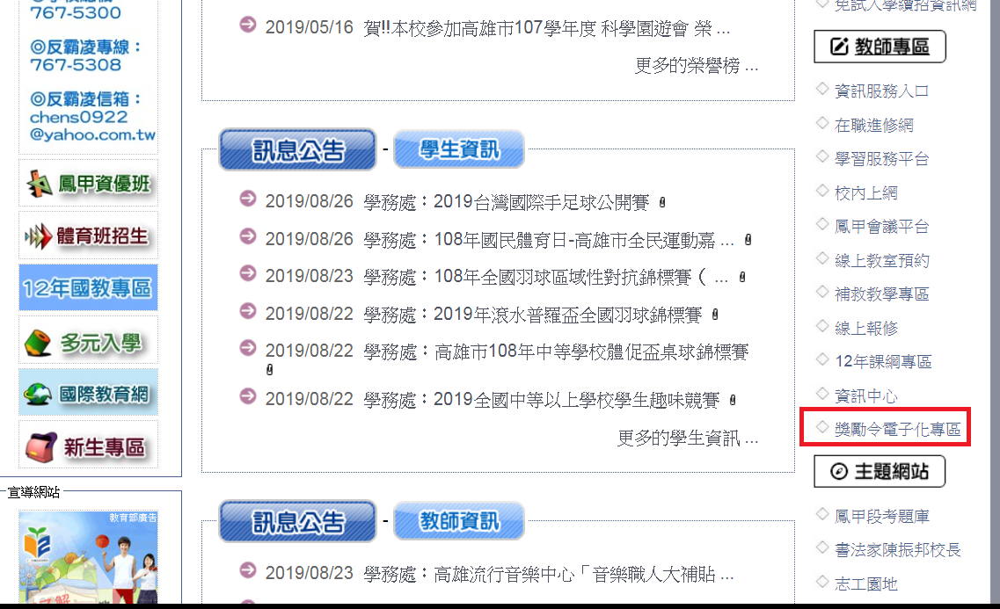 767-5300
◎反霸凌專線：
767-5308
◎反霸凌信箱：
chens0922
@yahoo.com.tw
鳳甲資優班
體育班招生
12年國教專區
多元入學
國際教育網
新生專區
宣導網站
教育部廣告
2019/05/16 賀!!本校參加高雄市107學年度 科學園遊會 榮 ...
更多的榮譽榜 ...
訊息公告 - 學生資訊
2019/08/26 學務處：2019台灣國際手足球公開賽
2019/08/26 學務處：108年國民體育日-高雄市全民運動嘉 ...
2019/08/23 學務處：108年全國羽球區域性對抗錦標賽（ ...
2019/08/22 學務處：2019年滾水普羅盃全國羽球錦標賽
2019/08/22 學務處：高雄市108年中等學校體促盃桌球錦標賽
2019/08/22 學務處：2019全國中等以上學校學生趣味競賽
更多的學生資訊 ...
訊息公告 - 教師資訊
2019/08/23 學務處：高雄流行音樂中心「音樂職人大補貼 ...
免試入學續招資訊網
教師專區
資訊服務入口
在職進修網
學習服務平台
校內上網
鳳甲會議平台
線上教室預約
補救教學專區
線上報修
12年課綱專區
資訊中心
獎勵令電子化專區
主題網站
鳳甲段考題庫
書法家陳振邦校長
志工園地